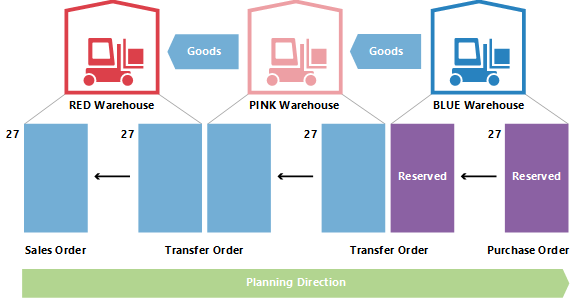 Goods
Goods
RED Warehouse
PINK Warehouse
BLUE Warehouse
27
27
27
27
Reserved
Reserved
Sales Order
Transfer Order
Transfer Order
Purchase Order
Planning Direction